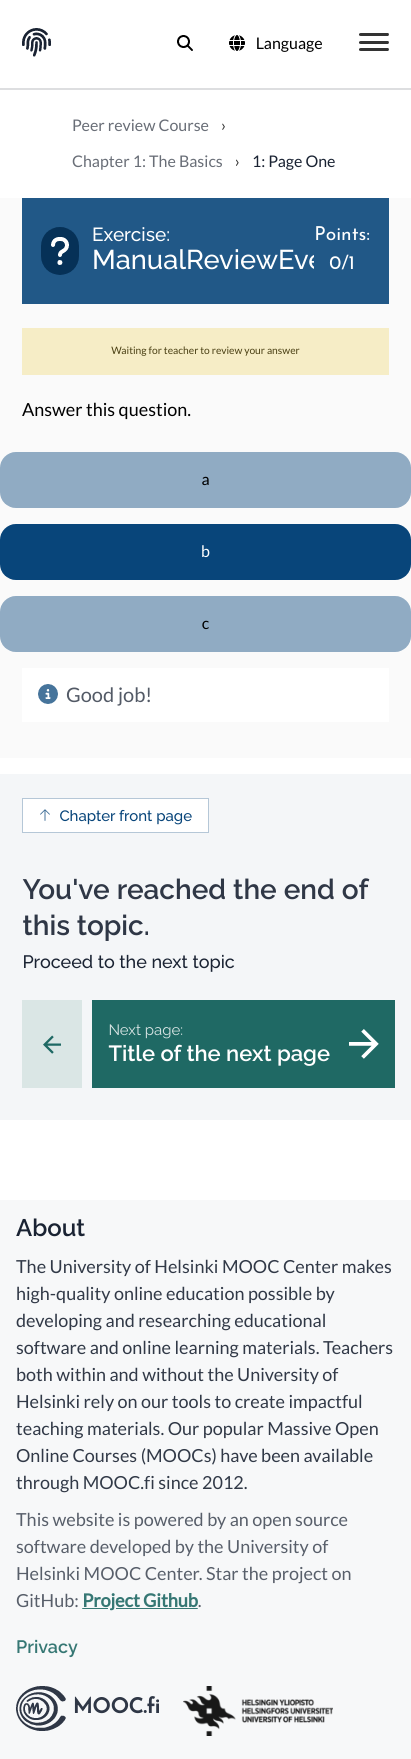 Language
Peer review Course ›
Chapter 1: The Basics › 1: Page One
Exercise:
ManualReviewEve
Points:
0/1
Waiting for teacher to review your answer
Answer this question.
a
b
c
Good job!
Chapter front page
You've reached the end of
this topic.
Proceed to the next topic
Next page:
Title of the next page
About
The University of Helsinki MOOC Center makes
high-quality online education possible by
developing and researching educational
software and online learning materials. Teachers
both within and without the University of
Helsinki rely on our tools to create impactful
teaching materials. Our popular Massive Open
Online Courses (MOOCs) have been available
through MOOC.fi since 2012.
This website is powered by an open source
software developed by the University of
Helsinki MOOC Center. Star the project on
GitHub: Project Github.
Privacy
MOOC.fi
HELSINGIN YLIOPISTO
HELSINGFORS UNIVERSITET
UNIVERSITY OF HELSINKI